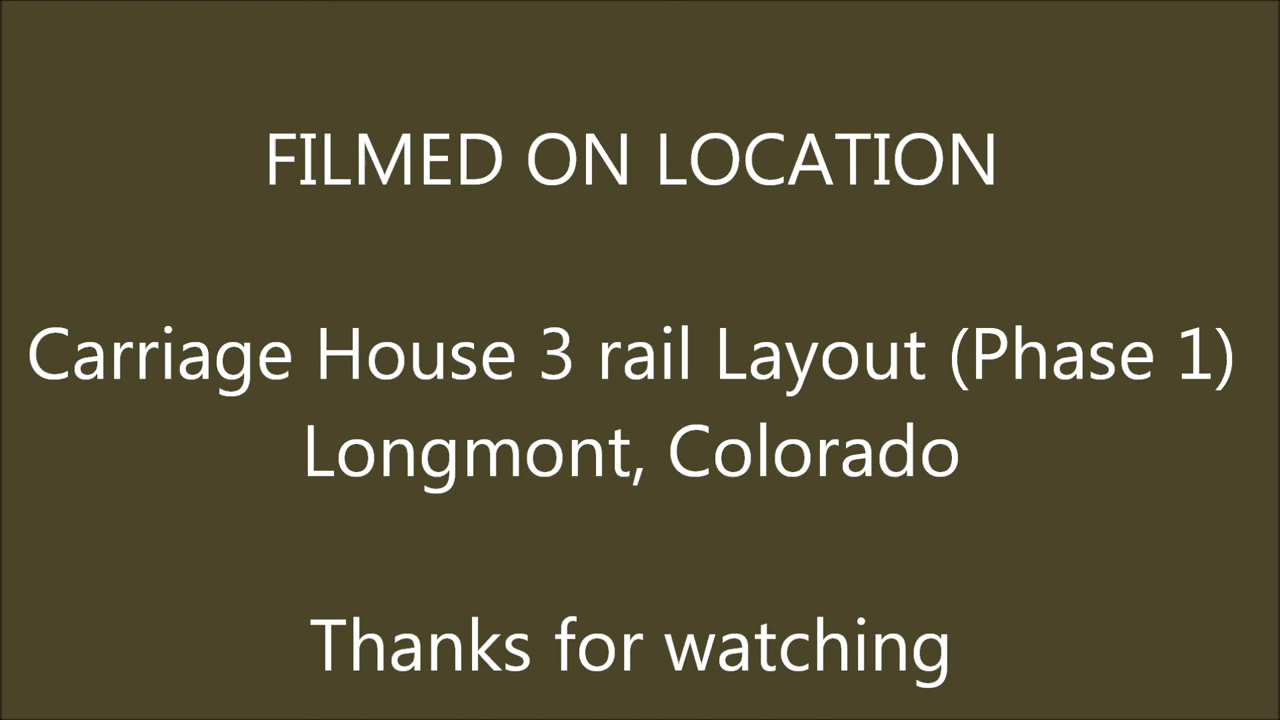 FILMED ON LOCATION
Carriage House 3 rail Layout (Phase 1)
Longmont, Colorado
Thanks for watching